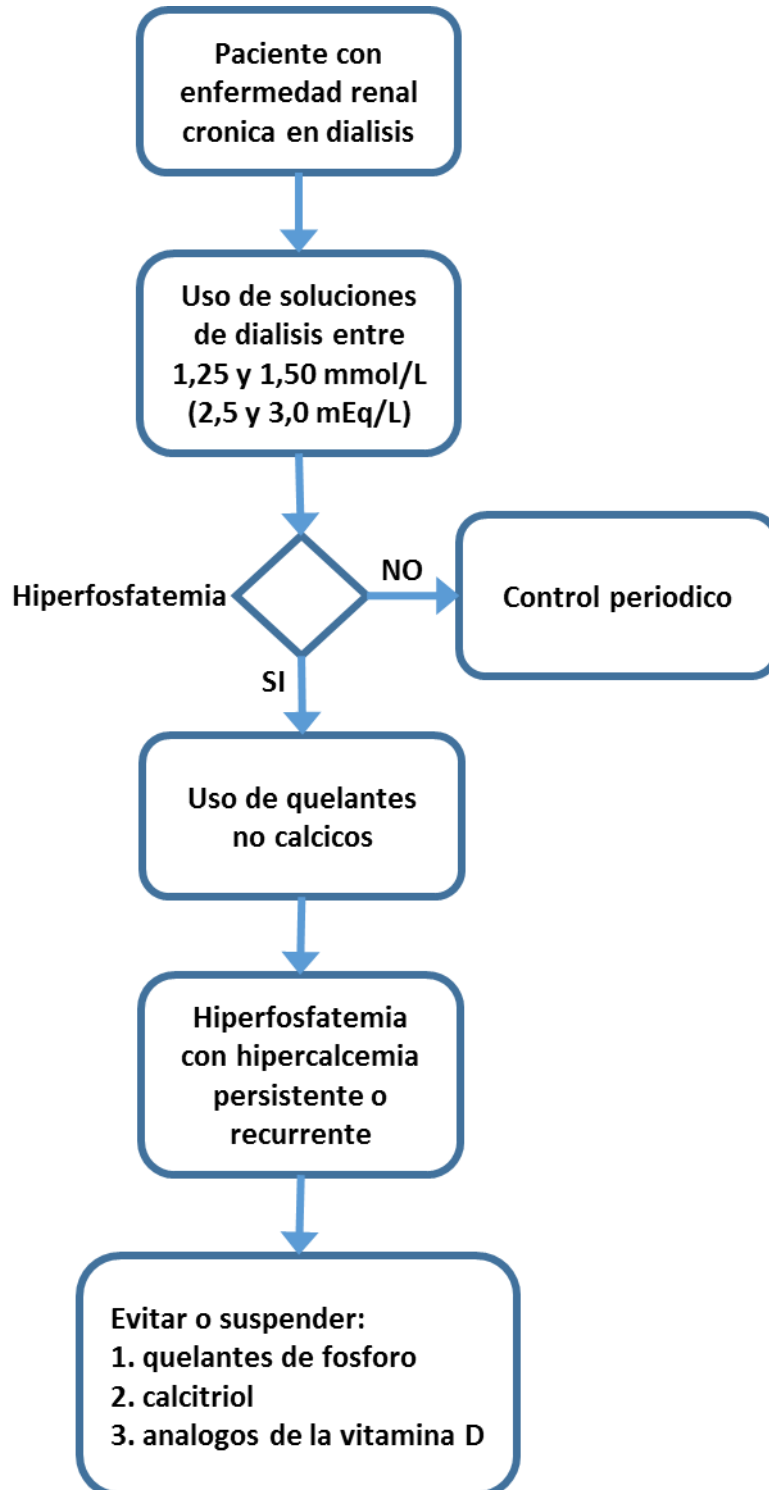 Paciente con
enfermedad renal
cronica en dialisis
Uso de soluciones
de dialisis entre
1,25 y 1,50 mmol/L
(2,5 y 3,0 mEq/L)
Hiperfosfatemia
NO
Control periodico
SI
Uso de quelantes
no calcicos
Hiperfosfatemia
con hipercalcemia
persistente o
recurrente
Evitar o suspender:
1. quelantes de fosforo
2. calcitriol
3. analogos de la vitamina D